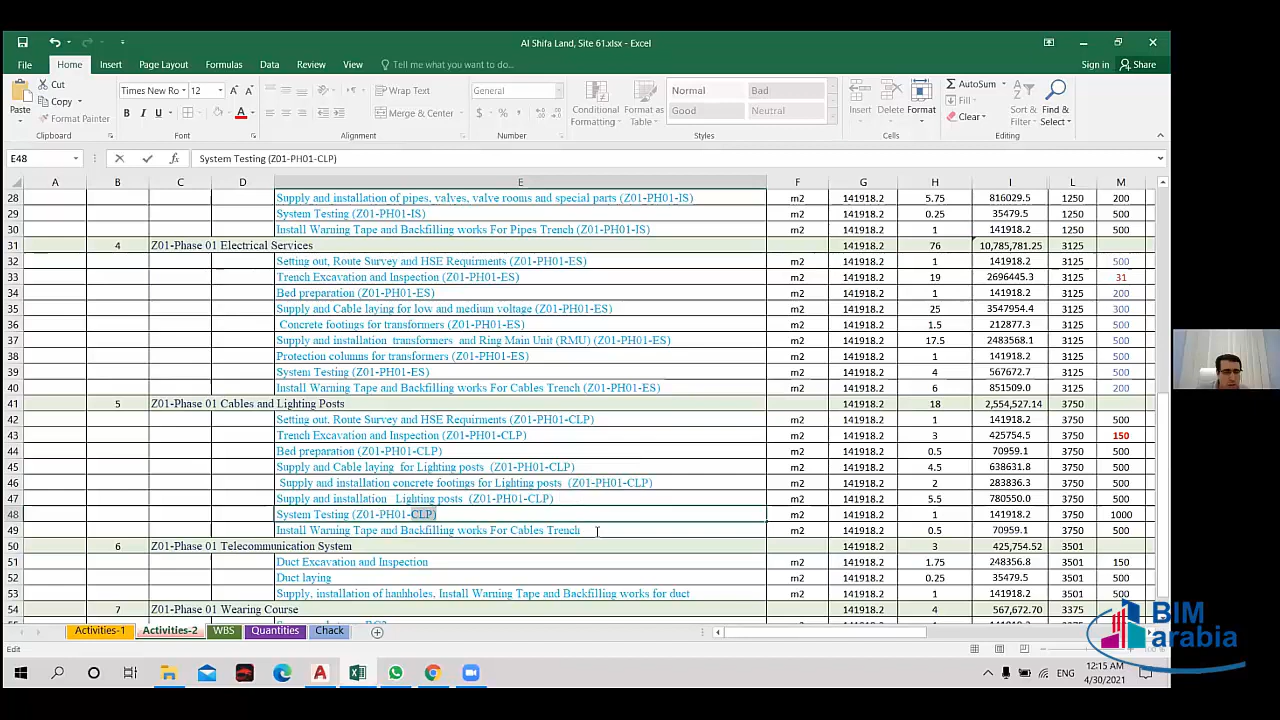 Al Shifa Land, Site 61.xlsx - Excel
File Home Insert Page Layout Formulas Data Review View Tell me what you want to do... Sign in Share
Paste Cut Copy Format Painter Clipboard
Times New Ro 12 B I U A Font
Wrap Text Merge & Center Alignment
General $ % , Number
Conditional Formatting Format as Table Normal Bad Good Neutral Styles
Insert Delete Format Cells
AutoSum Fill Clear Sort & Filter Find & Select Editing
E48 fx System Testing (Z01-PH01-CLP)
A B C D E F G H I L M
28 Supply and installation of pipes, valves, valve rooms and special parts (Z01-PH01-IS) m2 141918.2 5.75 816029.5 1250 200
29 System Testing (Z01-PH01-IS) m2 141918.2 0.25 35479.5 1250 500
30 Install Warning Tape and Backfilling works For Pipes Trench (Z01-PH01-IS) m2 141918.2 1 141918.2 1250 500
31 4 Z01-Phase 01 Electrical Services 141918.2 76 10,785,781.25 3125
32 Setting out, Route Survey and HSE Requirments (Z01-PH01-ES) m2 141918.2 1 141918.2 3125 500
33 Trench Excavation and Inspection (Z01-PH01-ES) m2 141918.2 19 2696445.3 3125 31
34 Bed preparation (Z01-PH01-ES) m2 141918.2 1 141918.2 3125 200
35 Supply and Cable laying for low and medium voltage (Z01-PH01-ES) m2 141918.2 25 3547954.4 3125 300
36 Concrete footings for transformers (Z01-PH01-ES) m2 141918.2 1.5 212877.3 3125 500
37 Supply and installation transformers and Ring Main Unit (RMU) (Z01-PH01-ES) m2 141918.2 17.5 2483568.1 3125 500
38 Protection columns for transformers (Z01-PH01-ES) m2 141918.2 1 141918.2 3125 500
39 System Testing (Z01-PH01-ES) m2 141918.2 4 567672.7 3125 500
40 Install Warning Tape and Backfilling works For Cables Trench (Z01-PH01-ES) m2 141918.2 6 851509.0 3125 200
41 5 Z01-Phase 01 Cables and Lighting Posts 141918.2 18 2,554,527.14 3750
42 Setting out, Route Survey and HSE Requirments (Z01-PH01-CLP) m2 141918.2 1 141918.2 3750 500
43 Trench Excavation and Inspection (Z01-PH01-CLP) m2 141918.2 3 425754.5 3750 150
44 Bed preparation (Z01-PH01-CLP) m2 141918.2 0.5 70959.1 3750 500
45 Supply and Cable laying for Lighting posts (Z01-PH01-CLP) m2 141918.2 4.5 638631.8 3750 500
46 Supply and installation concrete footings for Lighting posts (Z01-PH01-CLP) m2 141918.2 2 283836.3 3750 500
47 Supply and installation Lighting posts (Z01-PH01-CLP) m2 141918.2 5.5 780550.0 3750 500
48 System Testing (Z01-PH01-CLP) m2 141918.2 1 141918.2 3750 1000
49 Install Warning Tape and Backfilling works For Cables Trench m2 141918.2 0.5 70959.1 3750 500
50 6 Z01-Phase 01 Telecommunication System 141918.2 3 425,754.52 3501
51 Duct Excavation and Inspection m2 141918.2 1.75 248356.8 3501 150
52 Duct laying m2 141918.2 0.25 35479.5 3501 500
53 Supply, installation of hauhholes, Install Warning Tape and Backfilling works for duct m2 141918.2 1 141918.2 3501 500
54 7 Z01-Phase 01 Wearing Course 141918.2 4 567,672.70 3375
Activities-1 Activities-2 WBS Quantities Chack
Edit
BIM
arabia
ENG
12:15 AM
4/30/2021